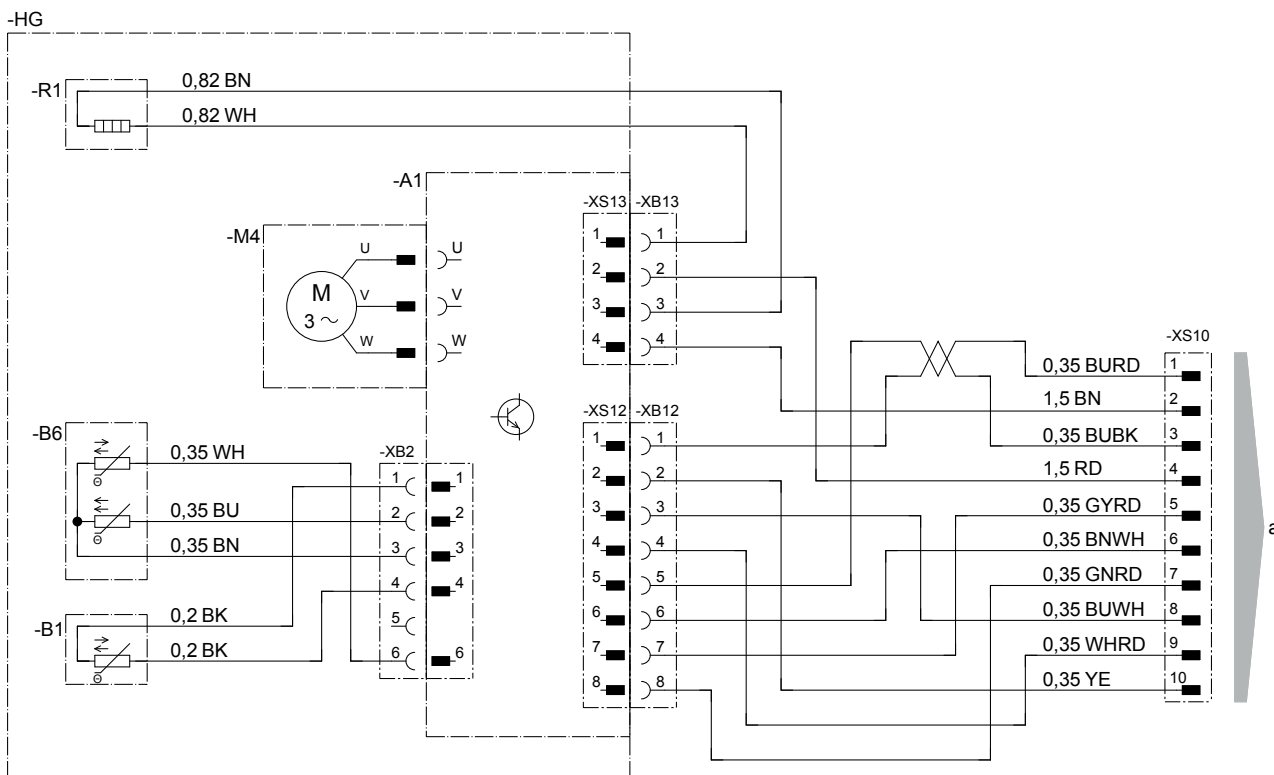 -HG
-R1
0,82 BN
0,82 WH
-A1
-M4
M
3
U
V
W
U
V
W
-XS13
-XB13
1
2
3
4
1
2
3
4
-B6
0,35 WH
0,35 BU
0,35 BN
-B1
0,2 BK
0,2 BK
-XB2
1
2
3
4
5
6
1
2
3
4
6
-XS12
-XB12
1
2
3
4
5
6
7
8
1
2
3
4
5
6
7
8
-XS10
0,35 BURD
1
1,5 BN
2
0,35 BUBK
3
1,5 RD
4
0,35 GYRD
5
0,35 BNWH
6
0,35 GNRD
7
0,35 BUWH
8
0,35 WHRD
9
0,35 YE
10
a